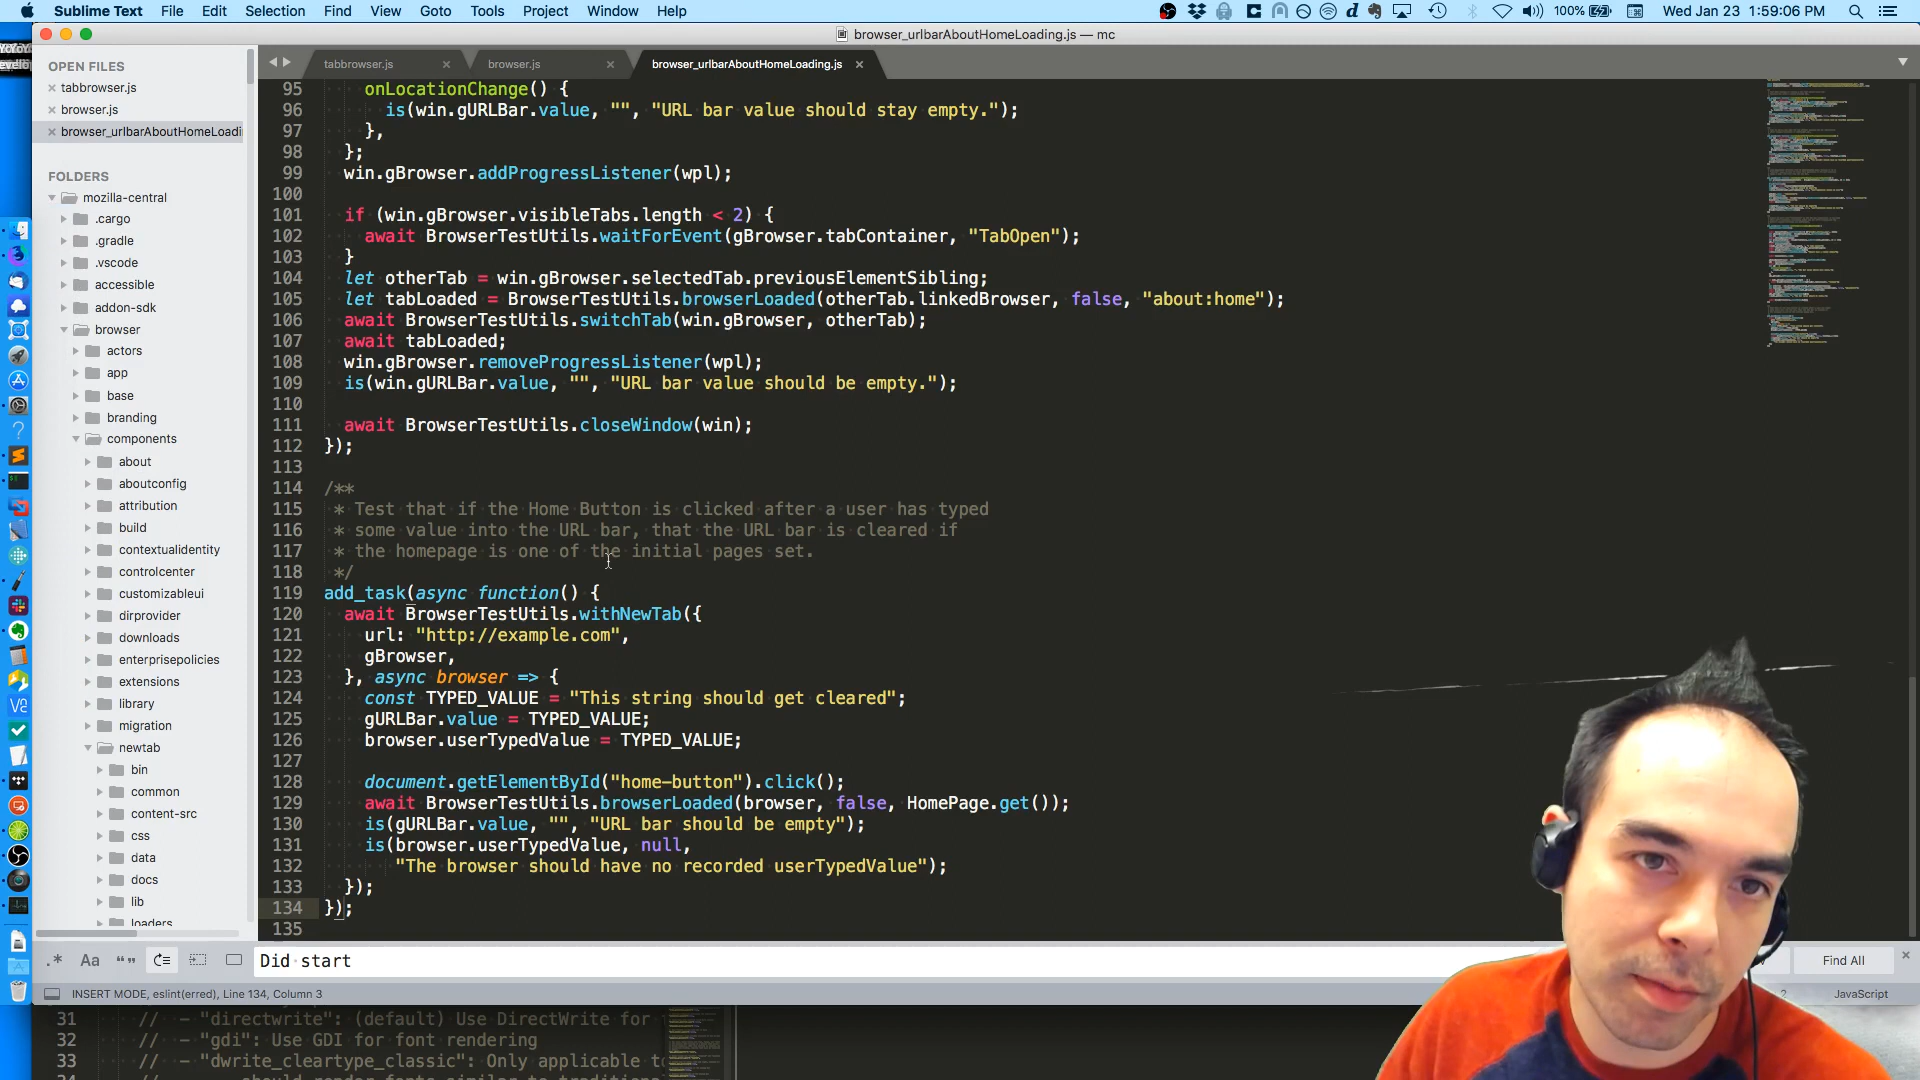 Sublime Text File Edit Selection Find View Goto Tools Project Window Help 100% Wed Jan 23 1:59:06 PM
browser_urlbarAboutHomeLoading.js — mc
OPEN FILES
tabbrowser.js
browser.js
browser_urlbarAboutHomeLoadi
FOLDERS
mozilla-central
.cargo
.gradle
.vscode
accessible
addon-sdk
browser
actors
app
base
branding
components
about
aboutconfig
attribution
build
contextualidentity
controlcenter
customizableui
dirprovider
downloads
enterprisepolicies
extensions
library
migration
newtab
bin
common
content-src
css
data
docs
lib
loaders
tabbrowser.js browser.js browser_urlbarAboutHomeLoading.js
95 onLocationChange() {
96 is(win.gURLBar.value, "", "URL bar value should stay empty.");
97 },
98 };
99 win.gBrowser.addProgressListener(wpl);
100
101 if (win.gBrowser.visibleTabs.length < 2) {
102 await BrowserTestUtils.waitForEvent(gBrowser.tabContainer, "TabOpen");
103 }
104 let otherTab = win.gBrowser.selectedTab.previousElementSibling;
105 let tabLoaded = BrowserTestUtils.browserLoaded(otherTab.linkedBrowser, false, "about:home");
106 await BrowserTestUtils.switchTab(win.gBrowser, otherTab);
107 await tabLoaded;
108 win.gBrowser.removeProgressListener(wpl);
109 is(win.gURLBar.value, "", "URL bar value should be empty.");
110
111 await BrowserTestUtils.closeWindow(win);
112 });
113
114 /**
115 * Test that if the Home Button is clicked after a user has typed
116 * some value into the URL bar, that the URL bar is cleared if
117 * the homepage is one of the initial pages set.
118 */
119 add_task(async function() {
120 await BrowserTestUtils.withNewTab({
121 url: "http://example.com",
122 gBrowser,
123 }, async browser => {
124 const TYPED_VALUE = "This string should get cleared";
125 gURLBar.value = TYPED_VALUE;
126 browser.userTypedValue = TYPED_VALUE;
127
128 document.getElementById("home-button").click();
129 await BrowserTestUtils.browserLoaded(browser, false, HomePage.get());
130 is(gURLBar.value, "", "URL bar should be empty");
131 is(browser.userTypedValue, null,
132 "The browser should have no recorded userTypedValue");
133 });
134 });
135
.* Aa Did start Find All
INSERT MODE, eslint(erred), Line 134, Column 3 JavaScript
31 // - "directwrite": (default) Use DirectWrite for
32 // - "gdi": Use GDI for font rendering
33 // - "dwrite_cleartype_classic": Only applicable to